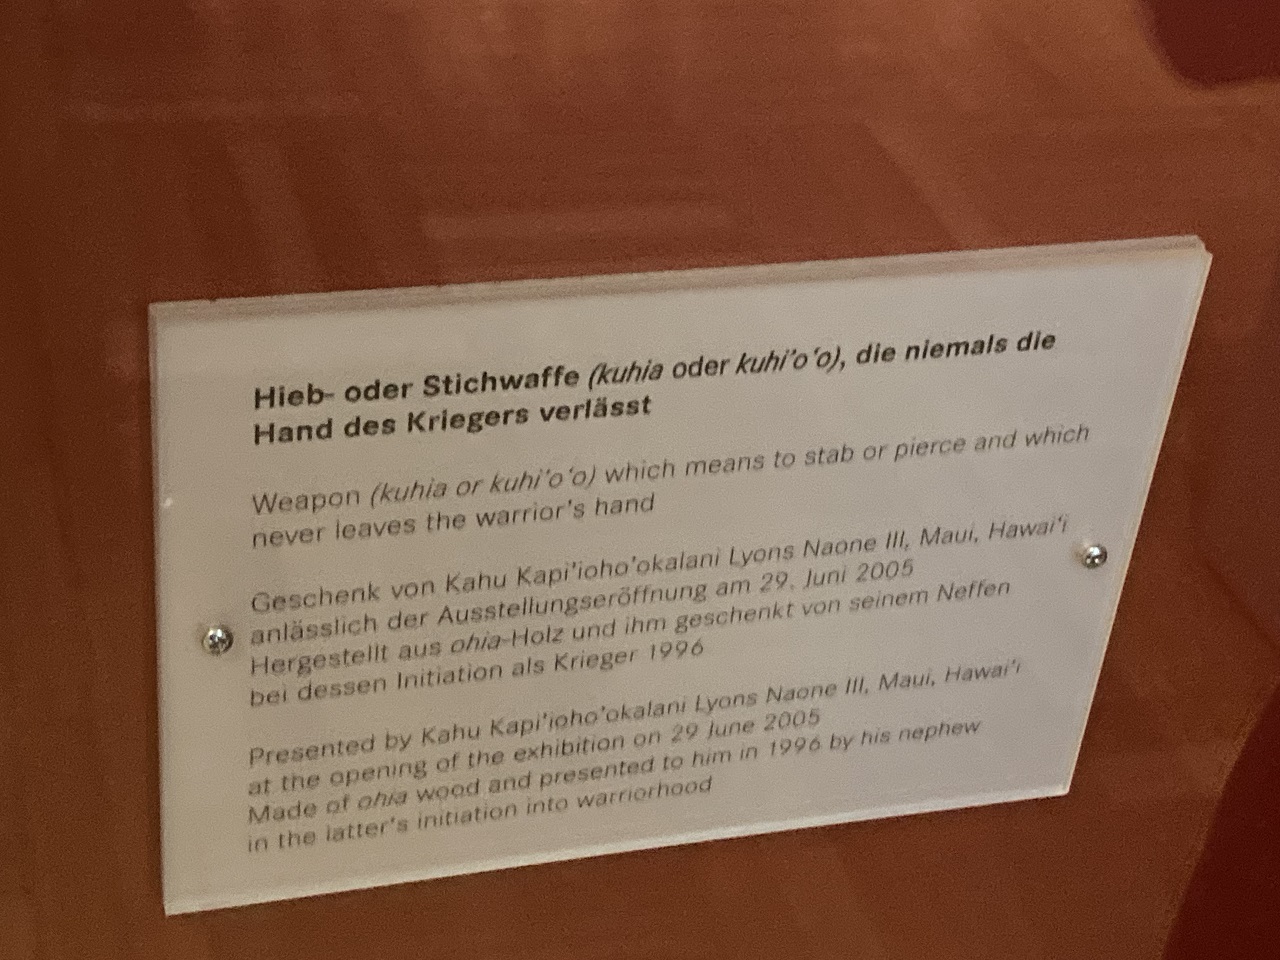 Hieb- oder Stichwaffe (kuhia oder kuhi’o‘o), die niemals die
Hand des Kriegers verlässt
Weapon (kuhia or kuhi’o‘o) which means to stab or pierce and which
never leaves the warrior’s hand
Geschenk von Kahu Kapi’ioho’okalani Lyons Naone III, Maui, Hawai‘i
anlässlich der Ausstellungseröffnung am 29. Juni 2005
Hergestellt aus ohia-Holz und ihm geschenkt von seinem Neffen
bei dessen Initiation als Krieger 1996
Presented by Kahu Kapi’ioho’okalani Lyons Naone III, Maui, Hawai’i
at the opening of the exhibition on 29 June 2005
Made of ohia wood and presented to him in 1996 by his nephew
in the latter’s initiation into warriorhood